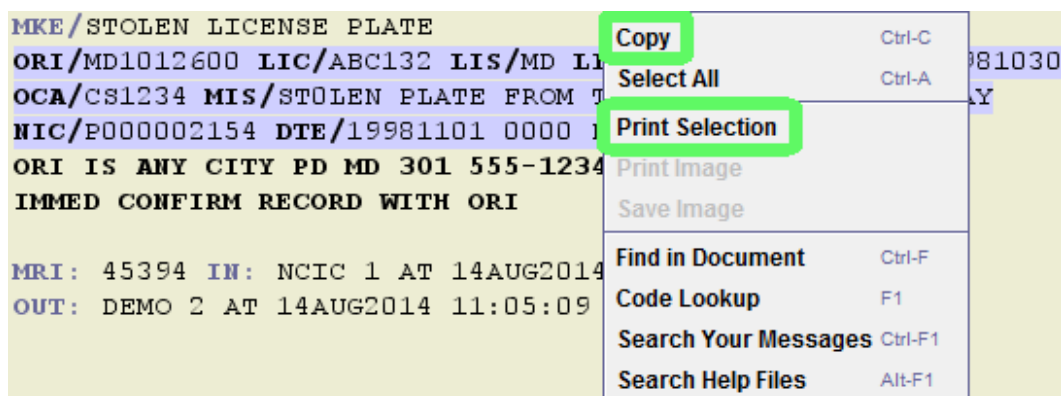 MKE/STOLEN LICENSE PLATE
ORI/MD1012600 LIC/ABC132 LIS/MD 981030
OCA/CS1234 MIS/STOLEN PLATE FROM
NIC/P000002154 DTE/19981101 0000
ORI IS ANY CITY PD MD 301 555-1234
IMMED CONFIRM RECORD WITH ORI
MRI: 45394 IN: NCIC 1 AT 14AUG2014
OUT: DEMO 2 AT 14AUG2014 11:05:09
Copy Ctrl-C
Select All Ctrl-A
Print Selection
Print Image
Save Image
Find in Document Ctrl-F
Code Lookup F1
Search Your Messages Ctrl-F1
Search Help Files Alt-F1